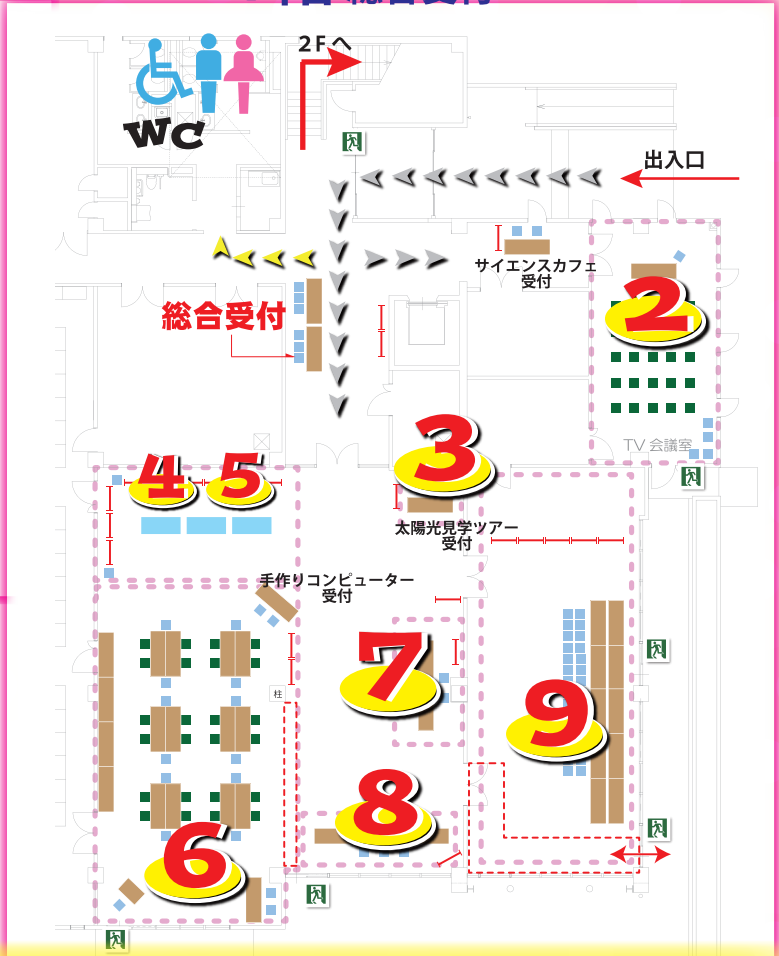 ２Fへ
WC
出入口
サイエンスカフェ
受付
総合受付
2
TV 会議室
3
4
5
太陽光見学ツアー
受付
手作りコンピューター
受付
柱
7
9
8
6